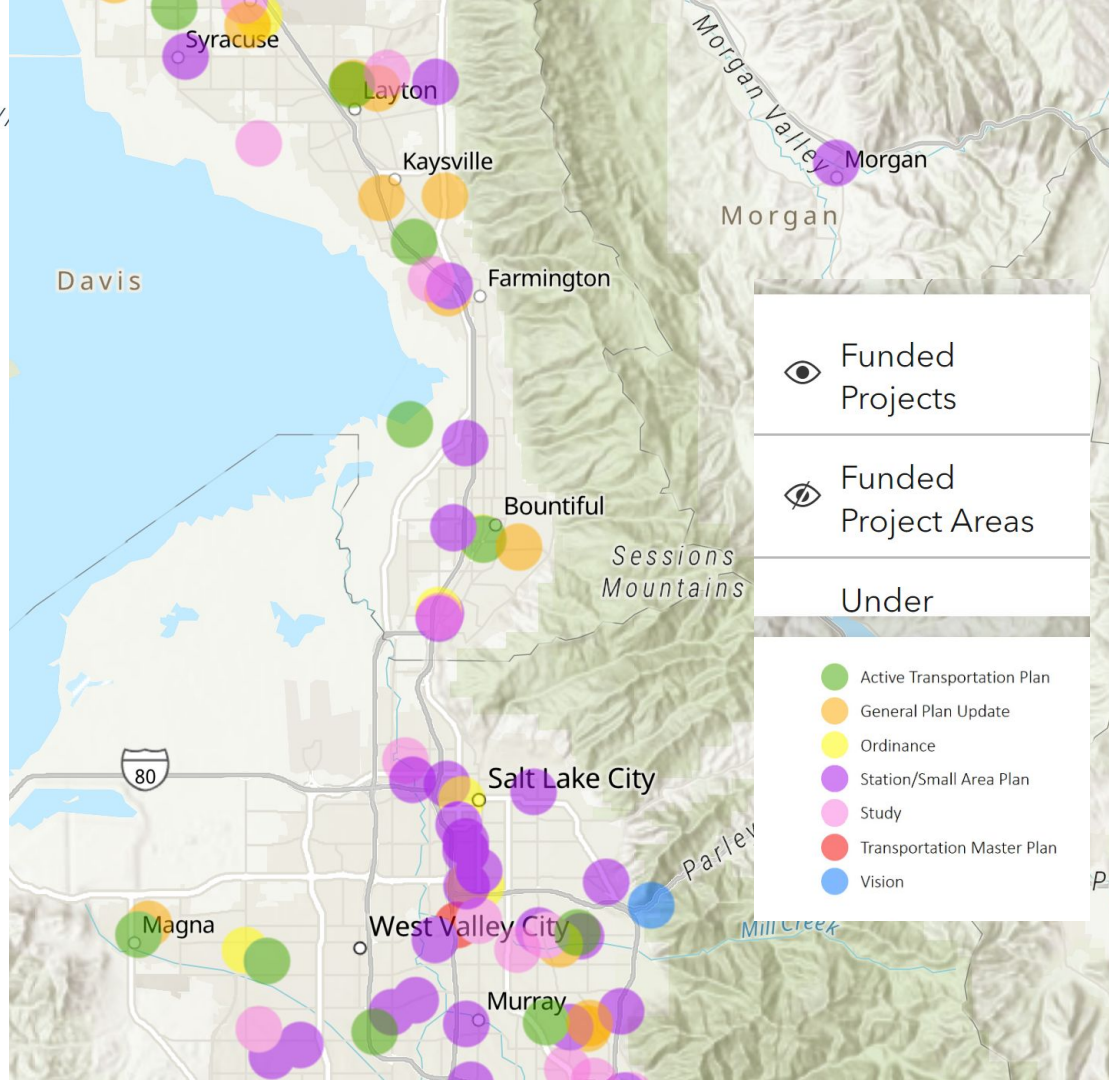 Syracuse
Layton
Kaysville
Morgan Valley
Morgan
Morgan
Davis
Farmington
Funded
Projects
Funded
Project Areas
Under
Bountiful
Sessions
Mountains
Active Transportation Plan
General Plan Update
Ordinance
Station/Small Area Plan
Study
Transportation Master Plan
Vision
80
Salt Lake City
Parley
P
Magna
West Valley City
Mill Creek
Murray